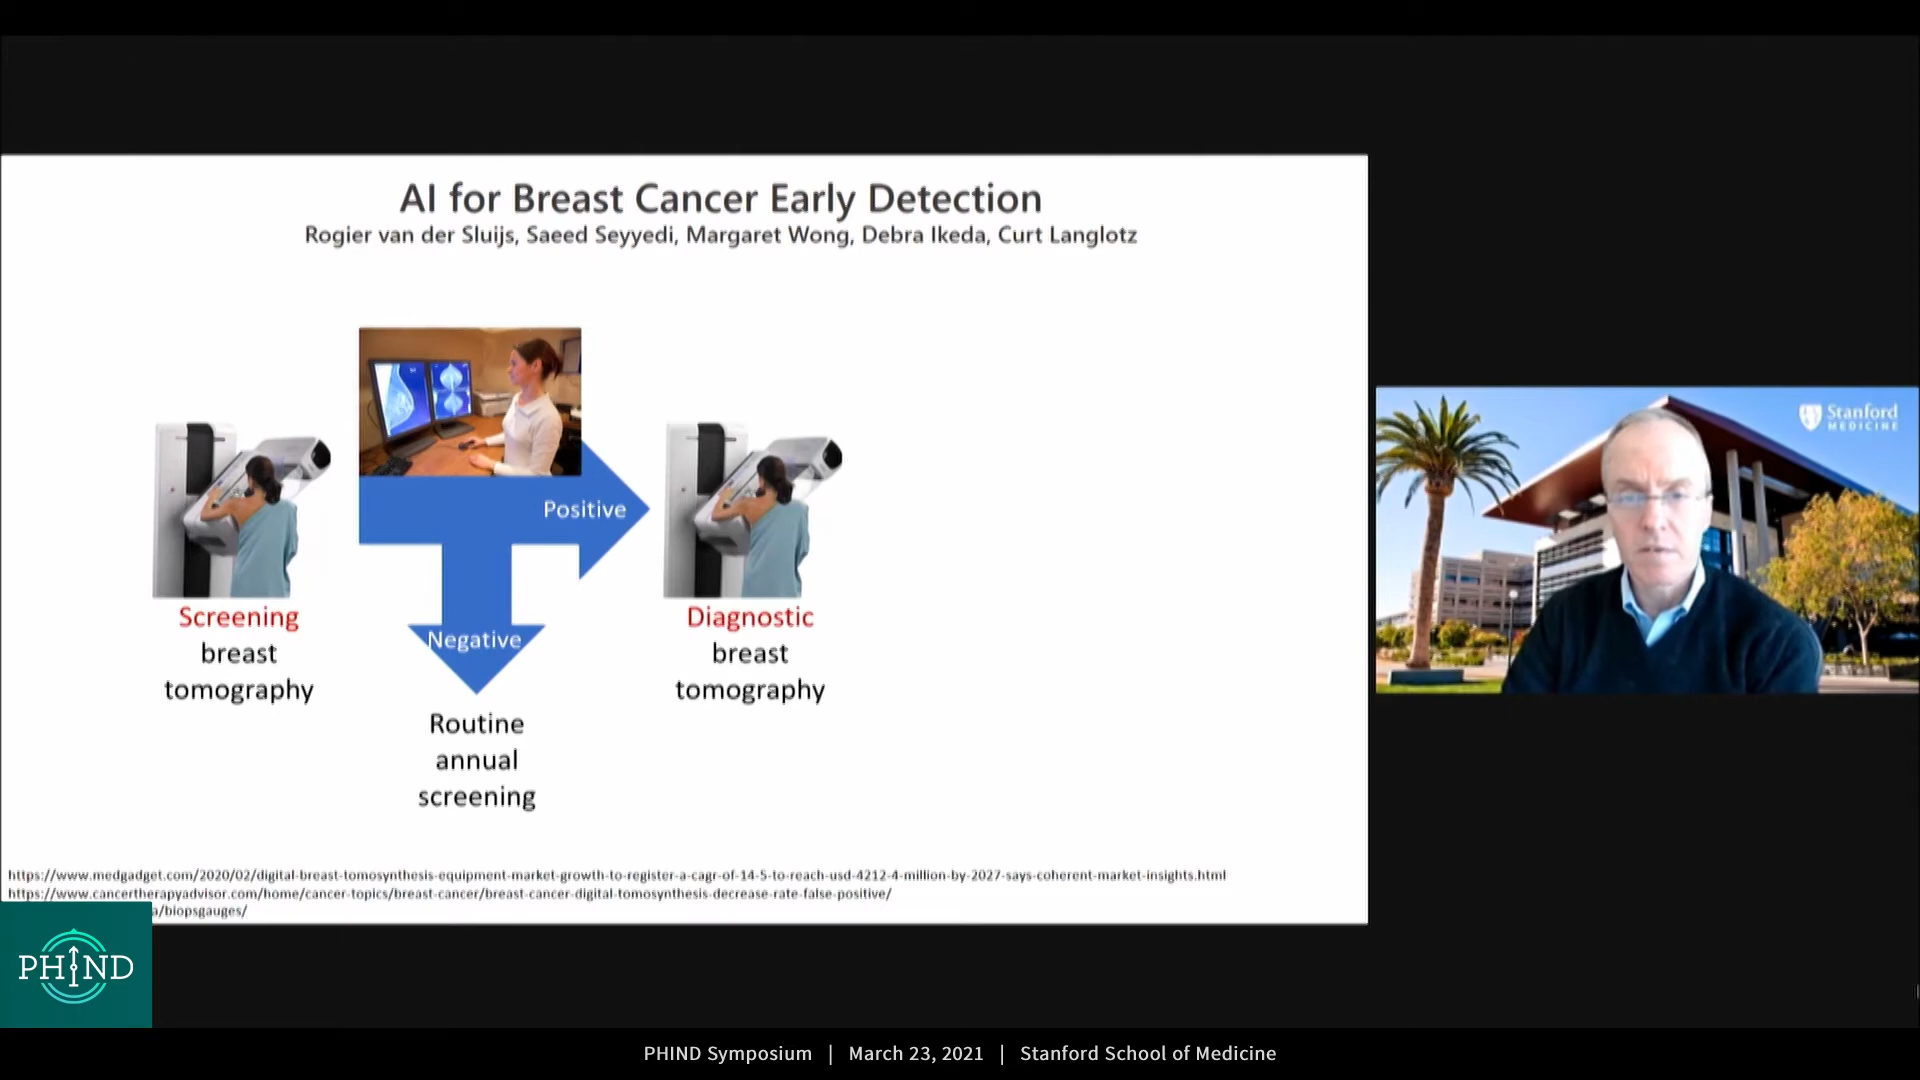 AI for Breast Cancer Early Detection
Rogier van der Sluijs, Saeed Seyyedi, Margaret Wong, Debra Ikeda, Curt Langlotz
Stanford
MEDICINE
Positive
Screening
breast
tomography
Negative
Diagnostic
breast
tomography
Routine
annual
screening
https://www.medgadget.com/2020/02/digital-breast-tomosynthesis-equipment-market-growth-to-register-a-cagr-of-14-5-to-reach-usd-4212-4-million-by-2027-says-coherent-market-insights.html
https://www.cancertherapyadvisor.com/home/cancer-topics/breast-cancer/breast-cancer-digital-tomosynthesis-decrease-rate-false-positive/
a/biopsgauges/
PHIND
PHIND Symposium | March 23, 2021 | Stanford School of Medicine